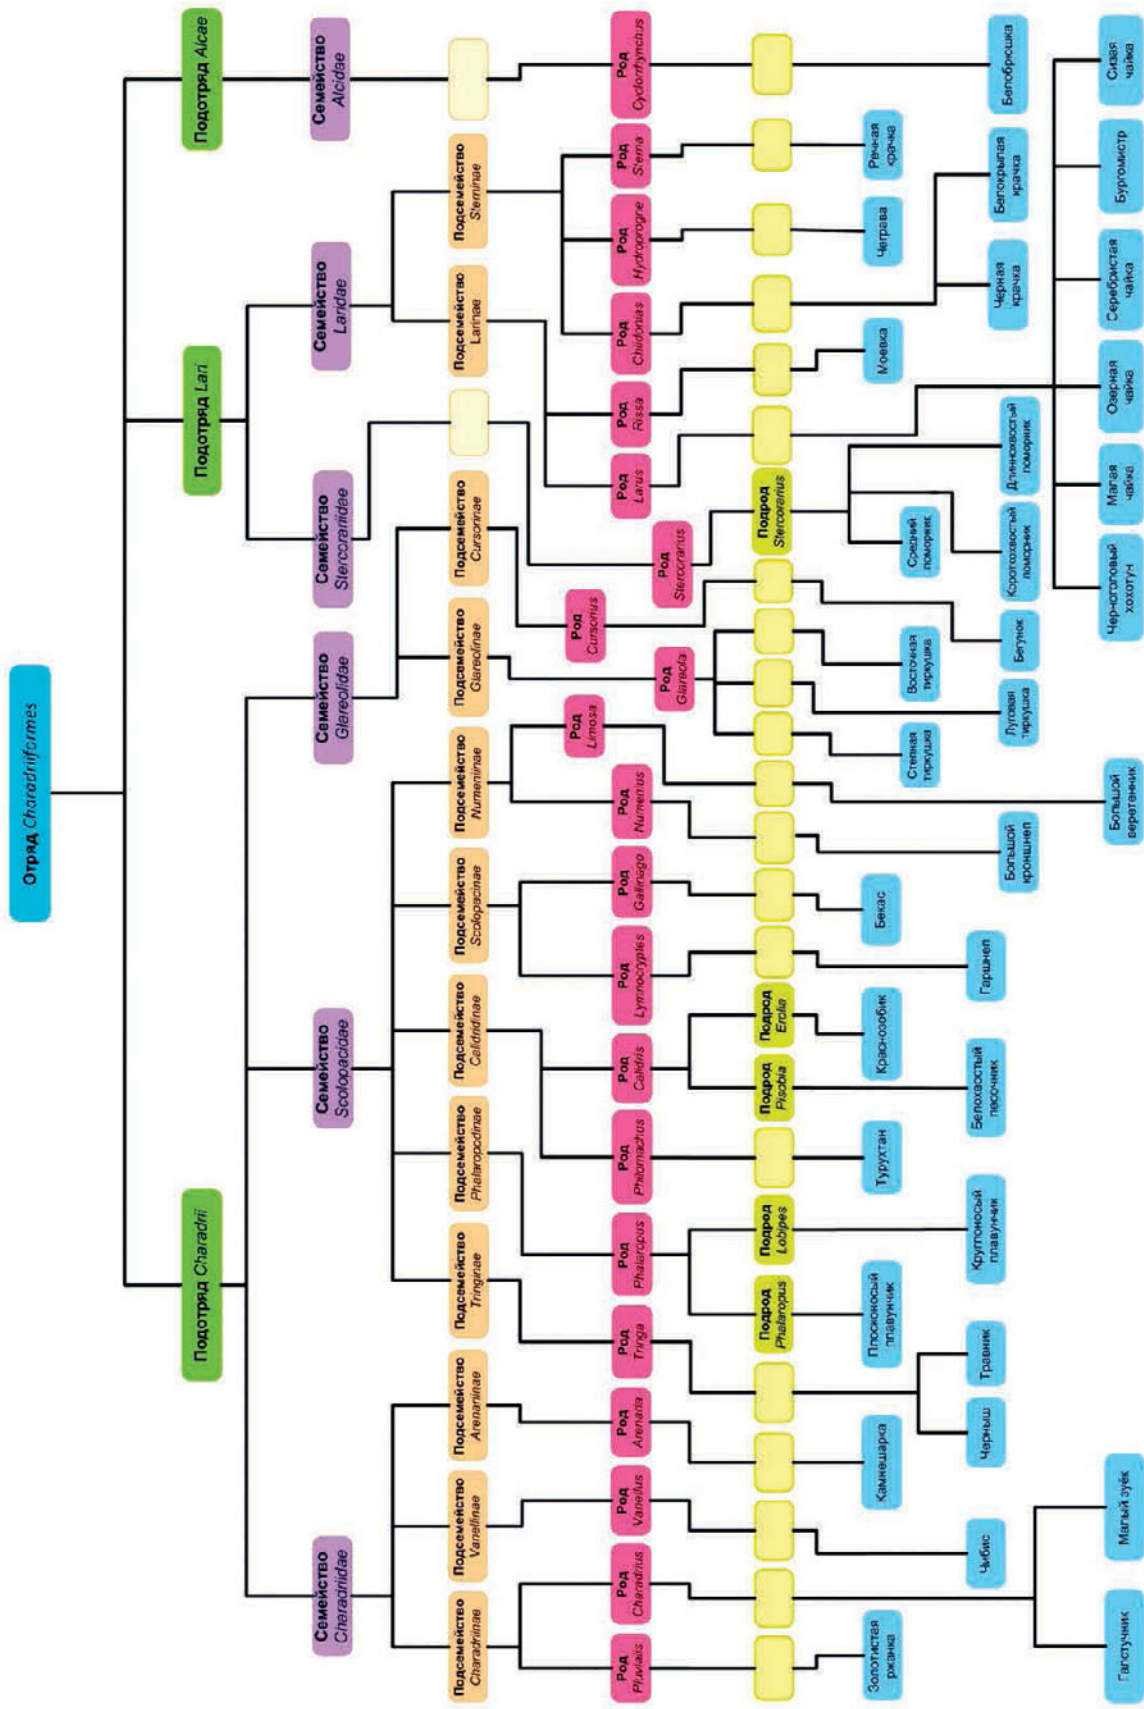 Отряд Charadriiformes
Подотряд Charadrii
Подотряд Lari
Подотряд Alcae
Семейство
Charadriidae
Семейство
Scolopacidae
Семейство
Glareolidae
Семейство
Stercorariidae
Семейство
Laridae
Семейство
Alcidae
Подсемейство
Charadriinae
Подсемейство
Vanellinae
Подсемейство
Arenariinae
Подсемейство
Tringinae
Подсемейство
Phalaropodinae
Подсемейство
Calidridinae
Подсемейство
Scolopacinae
Подсемейство
Numeniinae
Подсемейство
Glareolinae
Подсемейство
Cursorinae
Подсемейство
Larinae
Подсемейство
Sterninae
Род
Pluvialis
Род
Charadrius
Род
Vanellus
Род
Arenaria
Род
Tringa
Род
Phalaropus
Род
Philomachus
Род
Calidris
Род
Lymnocryptes
Род
Gallinago
Род
Numenius
Род
Limosa
Род
Glareola
Род
Cursorius
Род
Stercorarius
Род
Larus
Род
Rissa
Род
Chlidonias
Род
Hydroprogne
Род
Sterna
Род
Cyclorrhynchus
Подрод
Phalaropus
Подрод
Lobipes
Подрод
Pisobia
Подрод
Erolia
Подрод
Stercorarius
Золотистая
ржанка
Камнешарка
Плосконосый
плавунчик
Турухтан
Краснозобик
Бекас
Степная
тиркушка
Восточная
тиркушка
Средний
поморник
Моевка
Чеграва
Речная
крачка
Чибис
Черныш
Травник
Круглоносый
плавунчик
Белохвостый
песочник
Гаршнеп
Большой
кроншнеп
Луговая
тиркушка
Бегунок
Короткохвостый
поморник
Длиннохвостый
поморник
Черная
крачка
Белокрылая
крачка
Белобрюшка
Галстучник
Малый зуёк
Большой
веретенник
Черноголовый
хохотун
Малая
чайка
Озерная
чайка
Серебристая
чайка
Бургомистр
Сизая
чайка